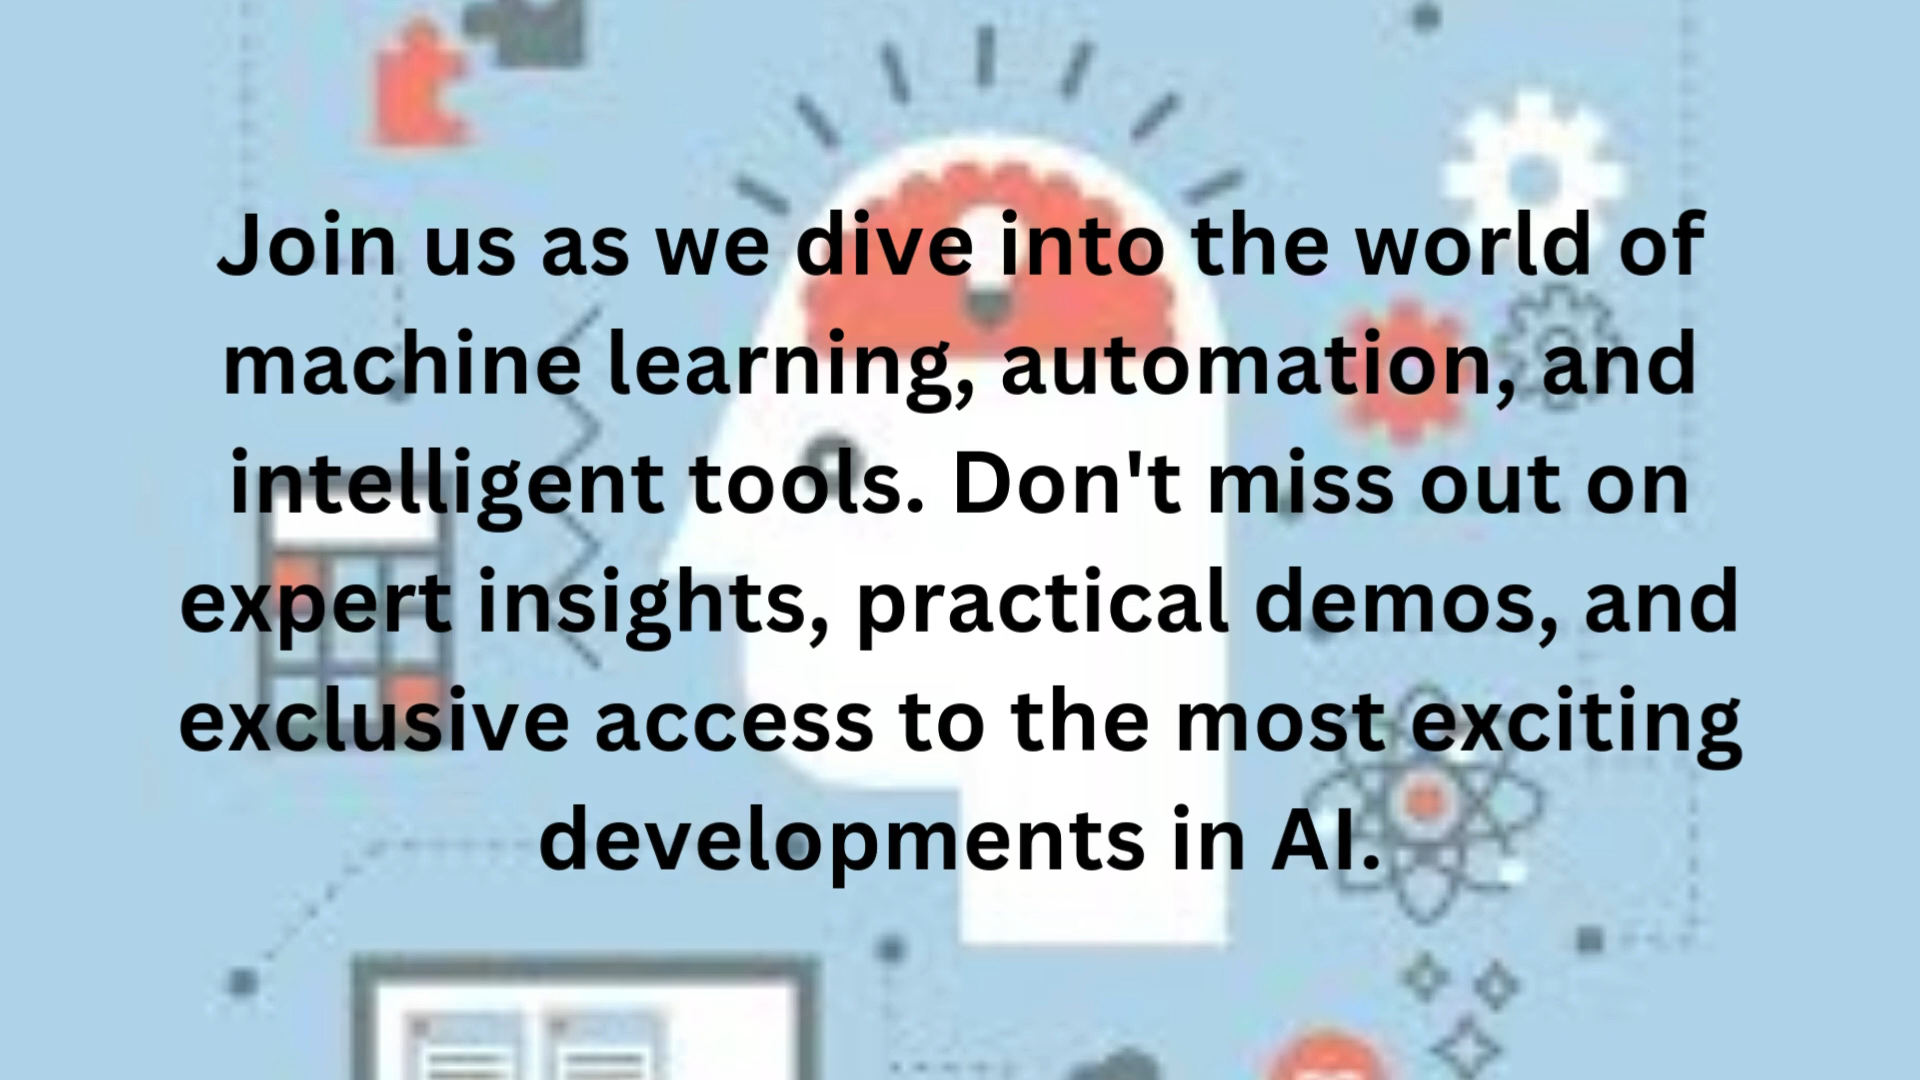 Join us as we dive into the world of
machine learning, automation, and
intelligent tools. Don't miss out on
expert insights, practical demos, and
exclusive access to the most exciting
developments in AI.